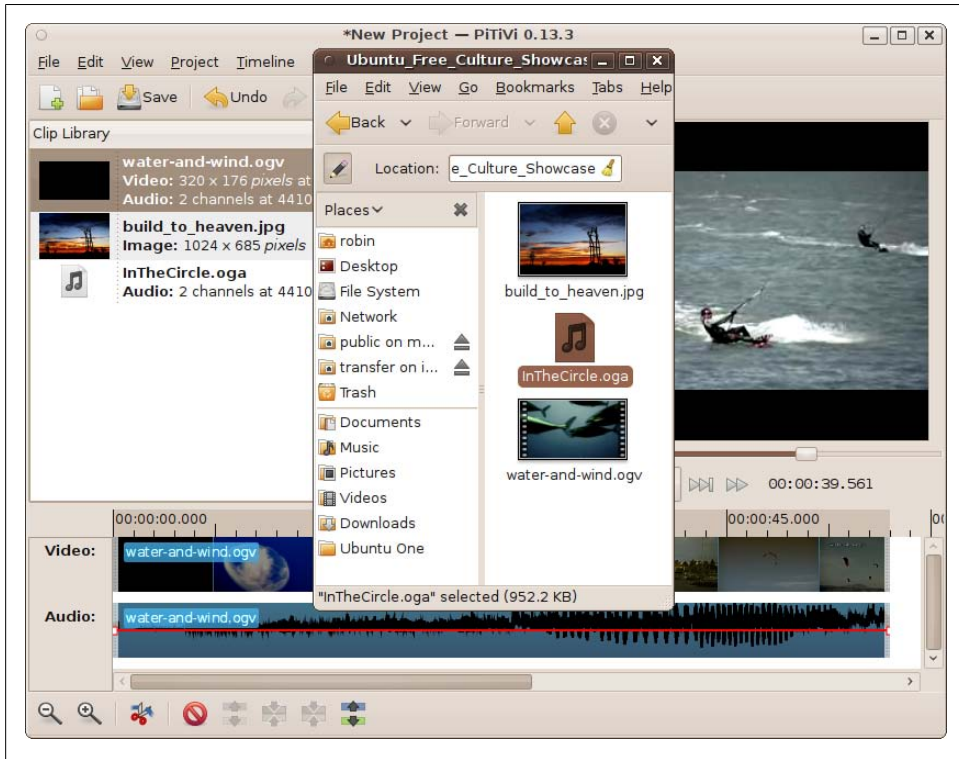 *New Project — PiTiVi 0.13.3
File Edit View Project Timeline
Save Undo
Clip Library
water-and-wind.ogv
Video: 320 x 176 pixels at
Audio: 2 channels at 4410
build_to_heaven.jpg
Image: 1024 x 685 pixels
InTheCircle.oga
Audio: 2 channels at 4410
Ubuntu_Free_Culture_Showcas
File Edit View Go Bookmarks Tabs Help
Back Forward
Location: e_Culture_Showcase
Places
robin
Desktop
File System
Network
public on m...
transfer on i...
Trash
Documents
Music
Pictures
Videos
Downloads
Ubuntu One
build_to_heaven.jpg
InTheCircle.oga
water-and-wind.ogv
"InTheCircle.oga" selected (952.2 KB)
00:00:39.561
00:00:00.000 00:00:45.000 00
Video: water-and-wind.ogv
Audio: water-and-wind.ogv